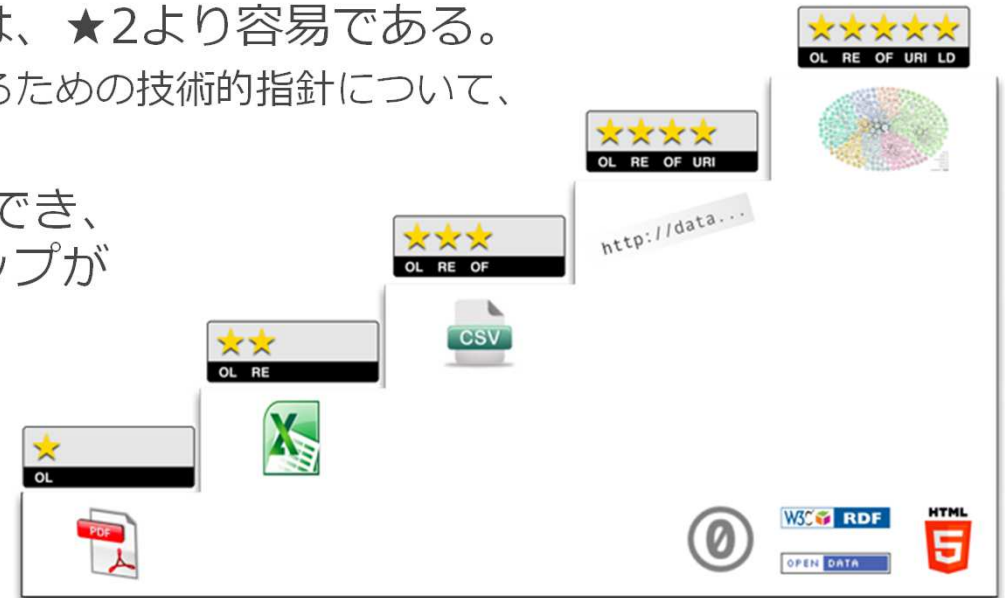 は、★2より容易である。
るための技術的指針について、
でき、
ップが
OL RE OF URI LD
OL RE OF URI
http://data...
OL RE OF
CSV
OL RE
OL
PDF
W3C RDF
OPEN DATA
HTML
5
0